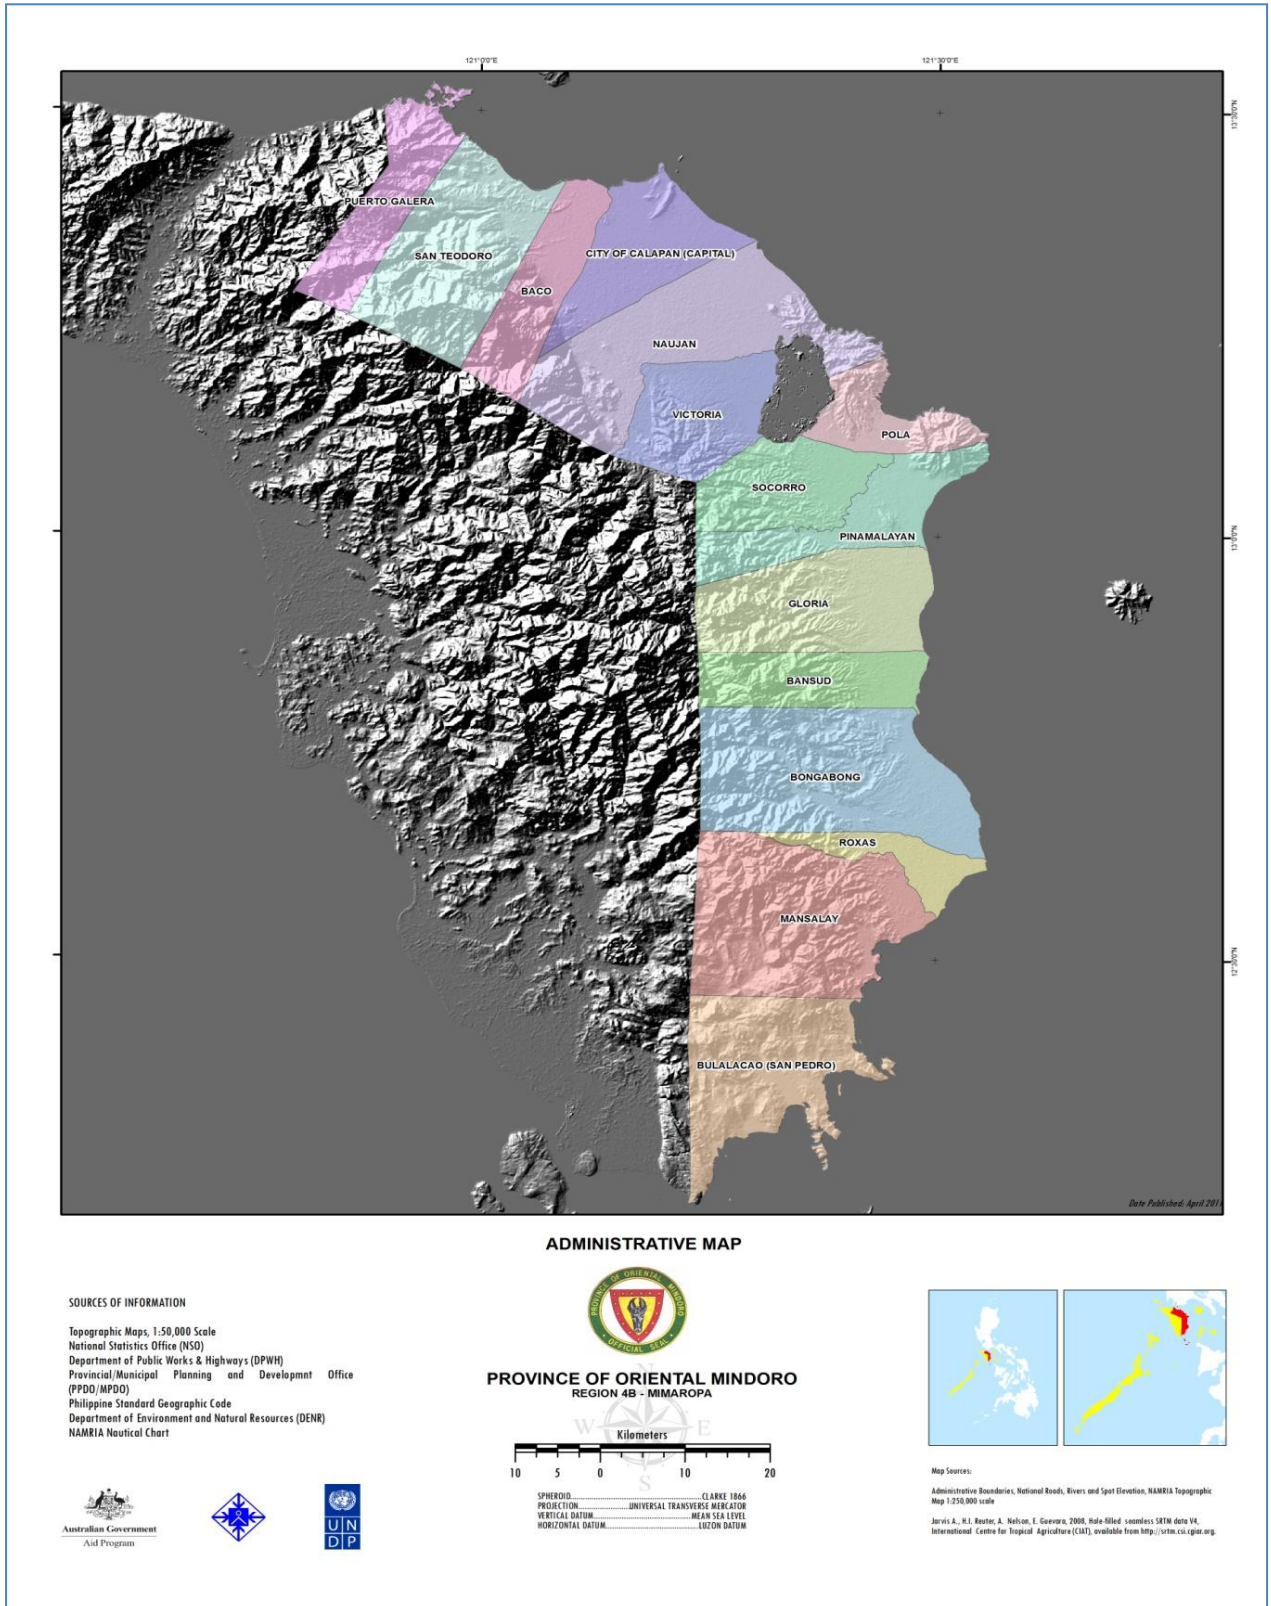 121°0'0"E
121°30'0"E
13°30'0"N
PUERTO GALERA
SAN TEODORO
CITY OF CALAPAN (CAPITAL)
BACO
NAUJAN
VICTORIA
POLA
SOCORRO
PINAMALAYAN
13°0'0"N
GLORIA
BANSUD
BONGABONG
ROXAS
MANSALAY
12°30'0"N
BULALACAO (SAN PEDRO)
Date Published: April
ADMINISTRATIVE MAP
PROVINCE OF ORIENTAL MINDORO
OFFICIAL SEAL
PROVINCE OF ORIENTAL MINDORO
REGION 4B - MIMAROPA
N
W
E
S
Kilometers
10 5 0 10 20
SPHEROID CLARKE 1866
PROJECTION UNIVERSAL TRANSVERSE MERCATOR
VERTICAL DATUM MEAN SEA LEVEL
HORIZONTAL DATUM LUZON DATUM
SOURCES OF INFORMATION
Topographic Maps, 1:50,000 Scale
National Statistics Office (NSO)
Department of Public Works & Highways (DPWH)
Provincial/Municipal Planning and Developmnt Office
(PPDO/MPDO)
Philippine Standard Geographic Code
Department of Environment and Natural Resources (DENR)
NAMRIA Nautical Chart
Australian Government
Aid Program
U N
D P
Map Sources:
Administrative Boundaries, National Roads, Rivers and Spot Elevation, NAMRIA Topographic
Map 1:250,000 scale
Jarvis A., H.I. Reuter, A. Nelson, E. Guevara, 2008, Hole-filled seamless SRTM data V4,
International Centre for Tropical Agriculture (CIAT), available from http://srtm.csi.cgiar.org.